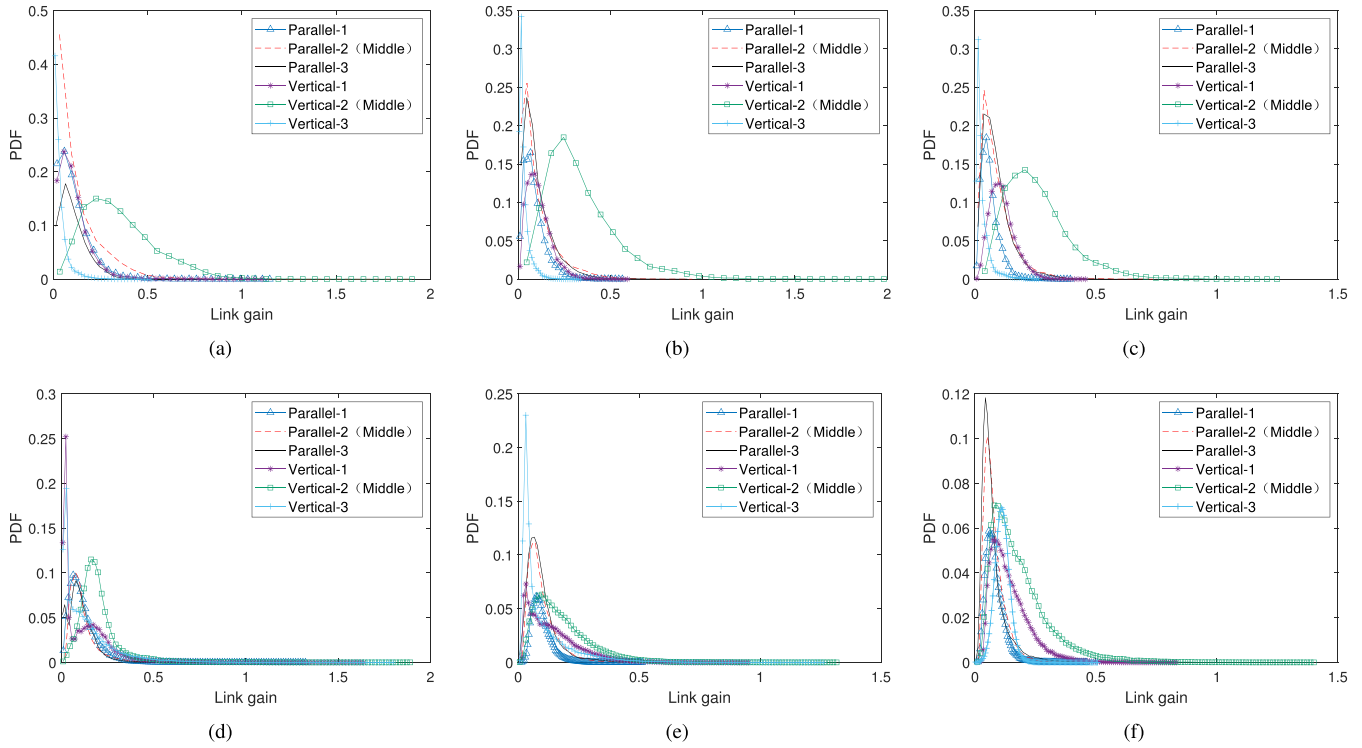 0.5
0.4
0.3
0.2
0.1
0
PDF
0 0.5 1 1.5 2
Link gain
Parallel-1
Parallel-2（Middle）
Parallel-3
Vertical-1
Vertical-2（Middle）
Vertical-3
(a)
0.35
0.3
0.25
0.2
0.15
0.1
0.05
0
PDF
0 0.5 1 1.5 2
Link gain
Parallel-1
Parallel-2（Middle）
Parallel-3
Vertical-1
Vertical-2（Middle）
Vertical-3
(b)
0.35
0.3
0.25
0.2
0.15
0.1
0.05
0
PDF
0 0.5 1 1.5
Link gain
Parallel-1
Parallel-2（Middle）
Parallel-3
Vertical-1
Vertical-2（Middle）
Vertical-3
(c)
0.3
0.25
0.2
0.15
0.1
0.05
0
PDF
0 0.5 1 1.5 2
Link gain
Parallel-1
Parallel-2（Middle）
Parallel-3
Vertical-1
Vertical-2（Middle）
Vertical-3
(d)
0.25
0.2
0.15
0.1
0.05
0
PDF
0 0.5 1 1.5
Link gain
Parallel-1
Parallel-2（Middle）
Parallel-3
Vertical-1
Vertical-2（Middle）
Vertical-3
(e)
0.12
0.1
0.08
0.06
0.04
0.02
0
PDF
0 0.5 1 1.5
Link gain
Parallel-1
Parallel-2（Middle）
Parallel-3
Vertical-1
Vertical-2（Middle）
Vertical-3
(f)